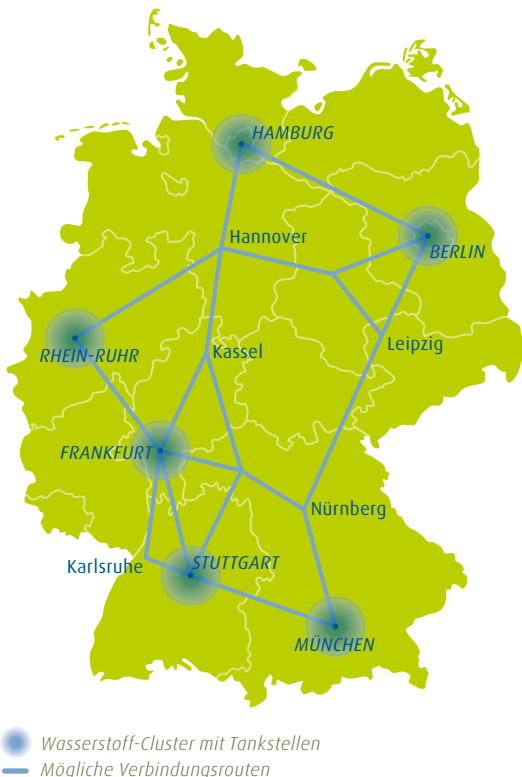 HAMBURG
Hannover
BERLIN
Leipzig
RHEIN-RUHR
Kassel
FRANKFURT
Nürnberg
Karlsruhe
STUTTGART
MÜNCHEN
Wasserstoff-Cluster mit Tankstellen
Mögliche Verbindungsrouten